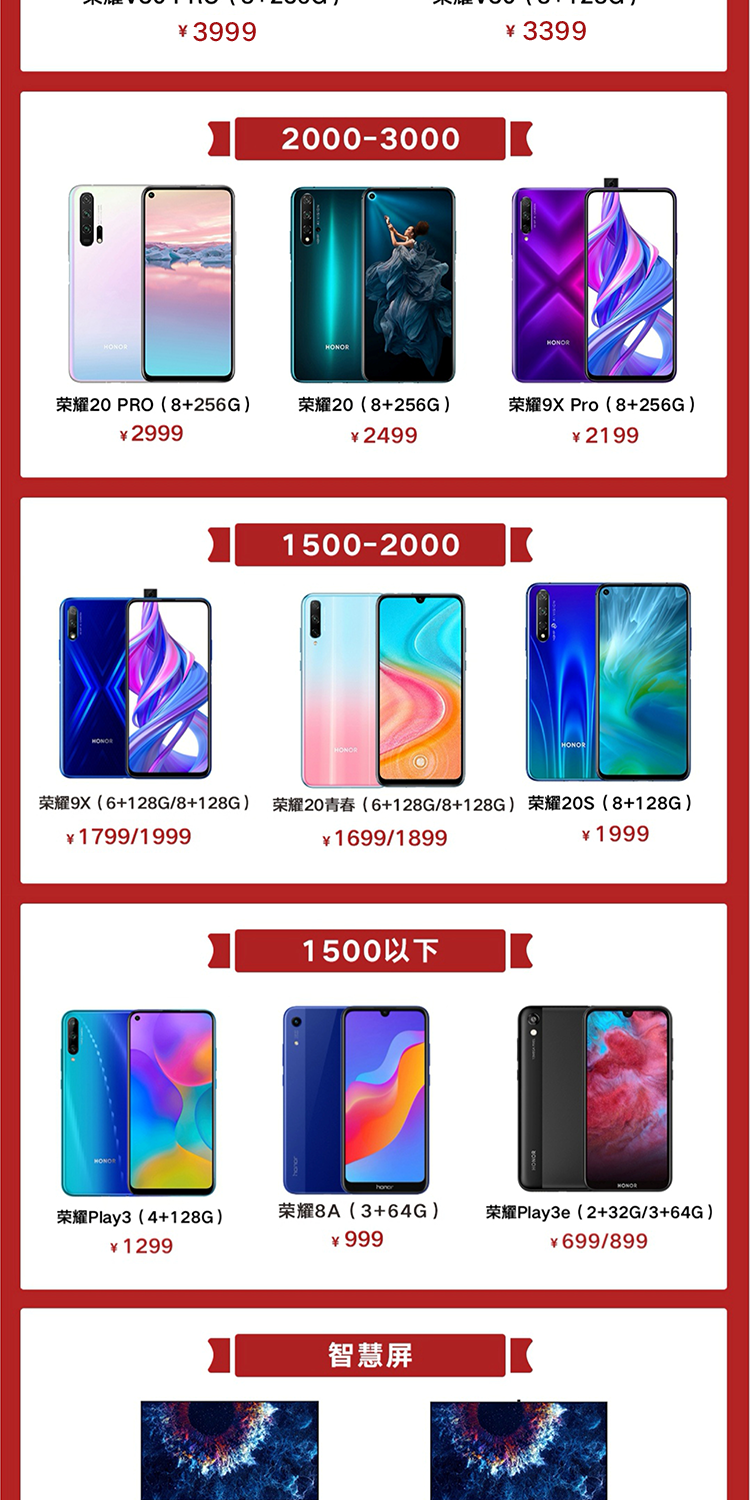 ¥3999
¥3399
2000-3000
HONOR
HONOR
HONOR
荣耀20 PRO（8+256G）
荣耀20（8+256G）
荣耀9X Pro（8+256G）
¥2999
¥2499
¥2199
1500-2000
HONOR
HONOR
HONOR
荣耀9X（6+128G/8+128G）
荣耀20青春（6+128G/8+128G）
荣耀20S（8+128G）
¥1799/1999
¥1699/1899
¥1999
1500以下
HONOR
honor
honor
HONOR
HONOR
荣耀Play3（4+128G）
荣耀8A（3+64G）
荣耀Play3e（2+32G/3+64G）
¥1299
¥999
¥699/899
智慧屏